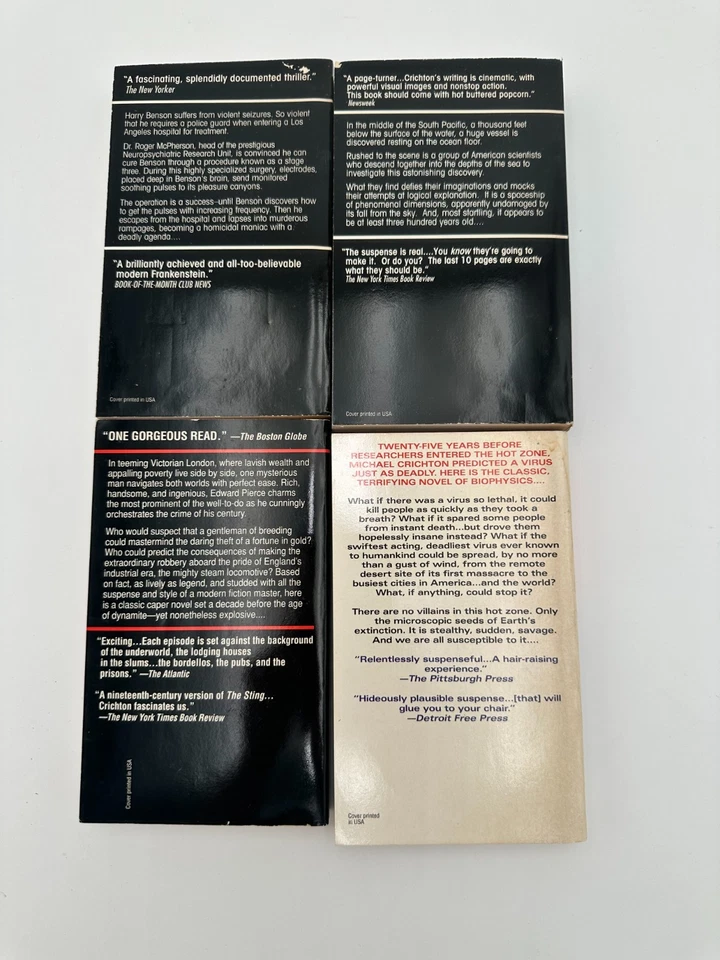 "A fascinating, splendidly documented thriller."
The New Yorker
Harry Benson suffers from violent seizures. So violent
that he requires a police guard when entering a Los
Angeles hospital for treatment.
Dr. Roger McPherson, head of the prestigious
Neuropsychiatric Research Unit, is convinced he can
cure Benson through a procedure known as a stage
three. During this highly specialized surgery, electrodes,
placed deep in Benson's brain, send monitored
soothing pulses to its pleasure canyons.
The operation is a success–until Benson discovers how
to get the pulses with increasing frequency. Then he
escapes from the hospital and lapses into murderous
rampages, becoming a homicidal maniac with a
deadly agenda....
"A brilliantly achieved and all-too-believable
modern Frankenstein."
BOOK-OF-THE-MONTH CLUB NEWS
Cover printed in USA
"A page-turner...Crichton's writing is cinematic, with
powerful visual images and nonstop action.
This book should come with hot buttered popcorn."
Newsweek
In the middle of the South Pacific, a thousand feet
below the surface of the water, a huge vessel is
discovered resting on the ocean floor.
Rushed to the scene is a group of American scientists
who descend together into the depths of the sea to
investigate this astonishing discovery.
What they find defies their imaginations and mocks
their attempts at logical explanation. It is a spaceship
of phenomenal dimensions, apparently undamaged by
its fall from the sky. And, most startling, it appears to
be at least three hundred years old....
"The suspense is real....You know they're going to
make it. Or do you? The last 10 pages are exactly
what they should be."
The New York Times Book Review
Cover printed in USA
"ONE GORGEOUS READ." —The Boston Globe
In teeming Victorian London, where lavish wealth and
appalling poverty live side by side, one mysterious
man navigates both worlds with perfect ease. Rich,
handsome, and ingenious, Edward Pierce charms
the most prominent of the well-to-do as he cunningly
orchestrates the crime of his century.
Who would suspect that a gentleman of breeding
could mastermind the daring theft of a fortune in gold?
Who could predict the consequences of making the
extraordinary robbery aboard the pride of England's
industrial era, the mighty steam locomotive? Based
on fact, as lively as legend, and studded with all the
suspense and style of a modern fiction master, here
is a classic caper novel set a decade before the age
of dynamite—yet nonetheless explosive....
"Exciting...Each episode is set against the background
of the underworld, the lodging houses
in the slums...the bordellos, the pubs, and the
prisons." —The Atlantic
"A nineteenth-century version of The Sting...
Crichton fascinates us."
—The New York Times Book Review
Cover printed in USA
TWENTY-FIVE YEARS BEFORE
RESEARCHERS ENTERED THE HOT ZONE,
MICHAEL CRICHTON PREDICTED A VIRUS
JUST AS DEADLY. HERE IS THE CLASSIC,
TERRIFYING NOVEL OF BIOPHYSICS....
What if there was a virus so lethal, it could
kill people as quickly as they took a
breath? What if it spared some people
from instant death...but drove them
hopelessly insane instead? What if the
swiftest acting, deadliest virus ever known
to humankind could be spread, by no more
than a gust of wind, from the remote
desert site of its first massacre to the
busiest cities in America...and the world?
What, if anything, could stop it?
There are no villains in this hot zone. Only
the microscopic seeds of Earth's
extinction. It is stealthy, sudden, savage.
And we are all susceptible to it....
"Relentlessly suspenseful...A hair-raising
experience."
—The Pittsburgh Press
"Hideously plausible suspense...[that] will
glue you to your chair."
—Detroit Free Press
Cover printed
in USA